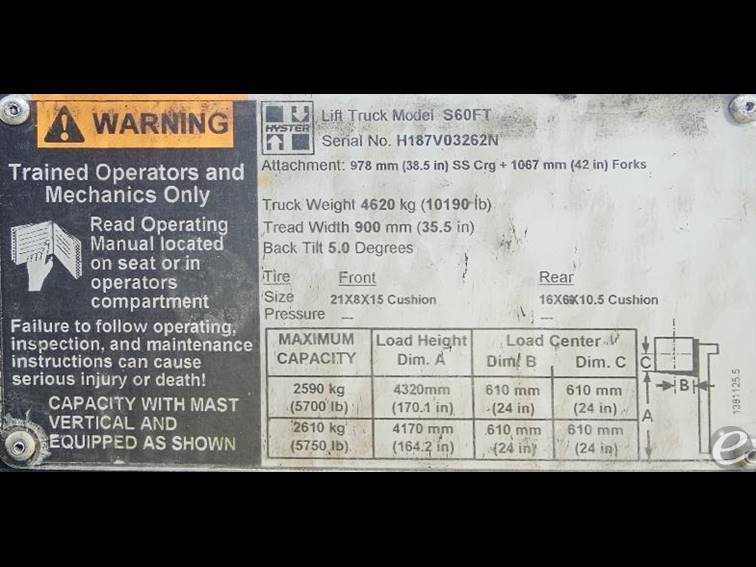 WARNING
Trained Operators and
Mechanics Only
Read Operating
Manual located
on seat or in
operators
compartment
Failure to follow operating,
inspection, and maintenance
instructions can cause
serious injury or death!
CAPACITY WITH MAST
VERTICAL AND
EQUIPPED AS SHOWN
HYSTER
Lift Truck Model S60FT
Serial No. H187V03262N
Attachment: 978 mm (38.5 in) SS Crg + 1067 mm (42 in) Forks
Truck Weight 4620 kg (10190 lb)
Tread Width 900 mm (35.5 in)
Back Tilt 5.0 Degrees
Tire Front Rear
Size 21X8X15 Cushion 16X6X10.5 Cushion
Pressure -- --
MAXIMUM CAPACITY Load Height Dim. A Load Center Dim. B Dim. C
2590 kg (5700 lb) 4320mm (170.1 in) 610 mm (24 in) 610 mm (24 in)
2610 kg (5750 lb) 4170 mm (164.2 in) 610 mm (24 in) 610 mm (24 in)
C
B
A
1381125.5
e